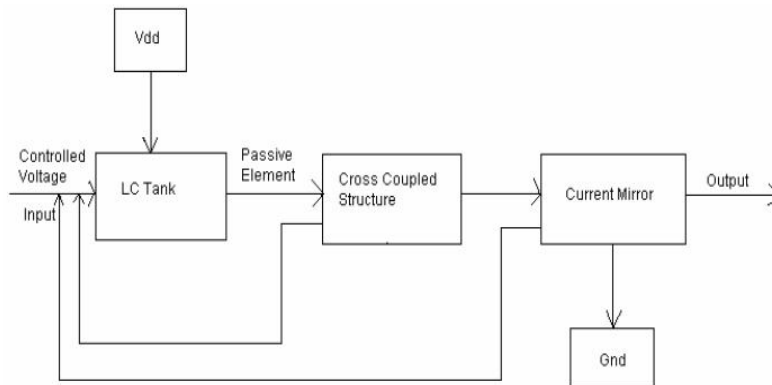 Vdd
Controlled
Voltage
Input
LC Tank
Passive
Element
Cross Coupled
Structure
Current Mirror
Output
Gnd